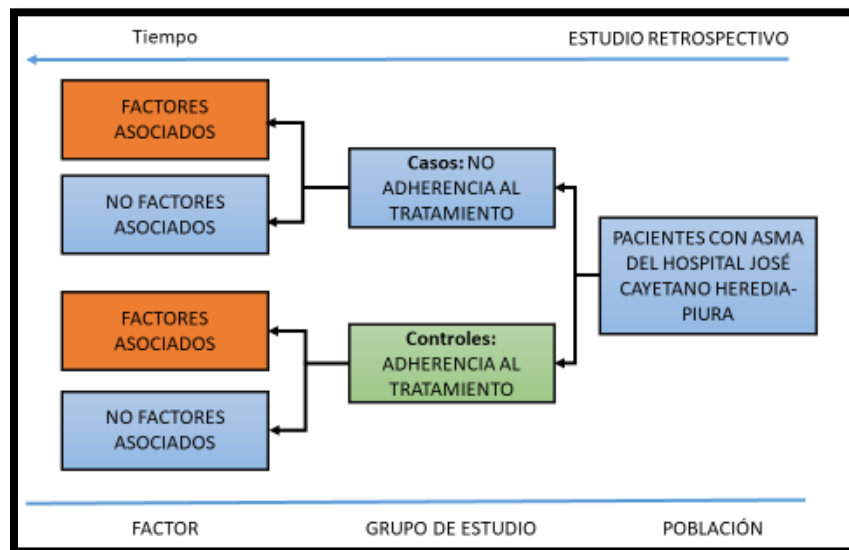 Tiempo
ESTUDIO RETROSPECTIVO
FACTORES
ASOCIADOS
NO FACTORES
ASOCIADOS
Casos: NO
ADHERENCIA AL
TRATAMIENTO
PACIENTES CON ASMA
DEL HOSPITAL JOSÉ
CAYETANO HEREDIA-
PIURA
FACTORES
ASOCIADOS
NO FACTORES
ASOCIADOS
Controles:
ADHERENCIA AL
TRATAMIENTO
FACTOR
GRUPO DE ESTUDIO
POBLACIÓN